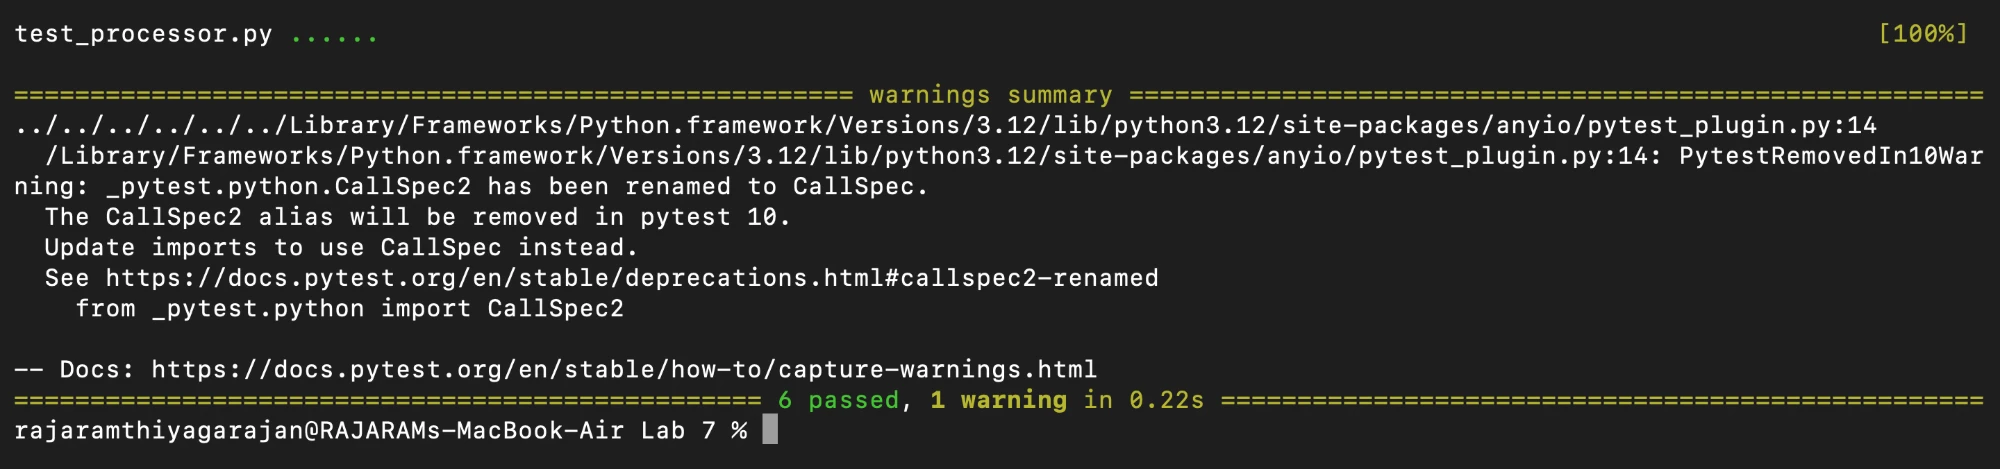 test_processor.py ...... [100%]
======================================================= warnings summary ========================================================
../../../../../../Library/Frameworks/Python.framework/Versions/3.12/lib/python3.12/site-packages/anyio/pytest_plugin.py:14
/Library/Frameworks/Python.framework/Versions/3.12/lib/python3.12/site-packages/anyio/pytest_plugin.py:14: PytestRemovedIn10War
ning: _pytest.python.CallSpec2 has been renamed to CallSpec.
The CallSpec2 alias will be removed in pytest 10.
Update imports to use CallSpec instead.
See https://docs.pytest.org/en/stable/deprecations.html#callspec2-renamed
from _pytest.python import CallSpec2
-- Docs: https://docs.pytest.org/en/stable/how-to/capture-warnings.html
================================================= 6 passed, 1 warning in 0.22s ==================================================
rajaramthiyagarajan@RAJARAMs-MacBook-Air Lab 7 %